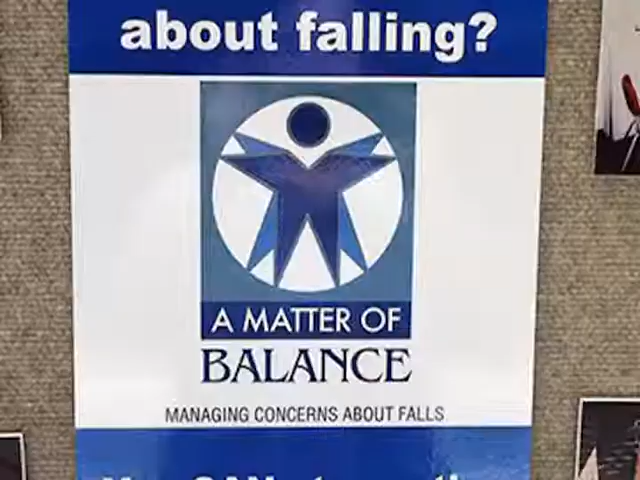 about falling?
A MATTER OF
BALANCE
MANAGING CONCERNS ABOUT FALLS